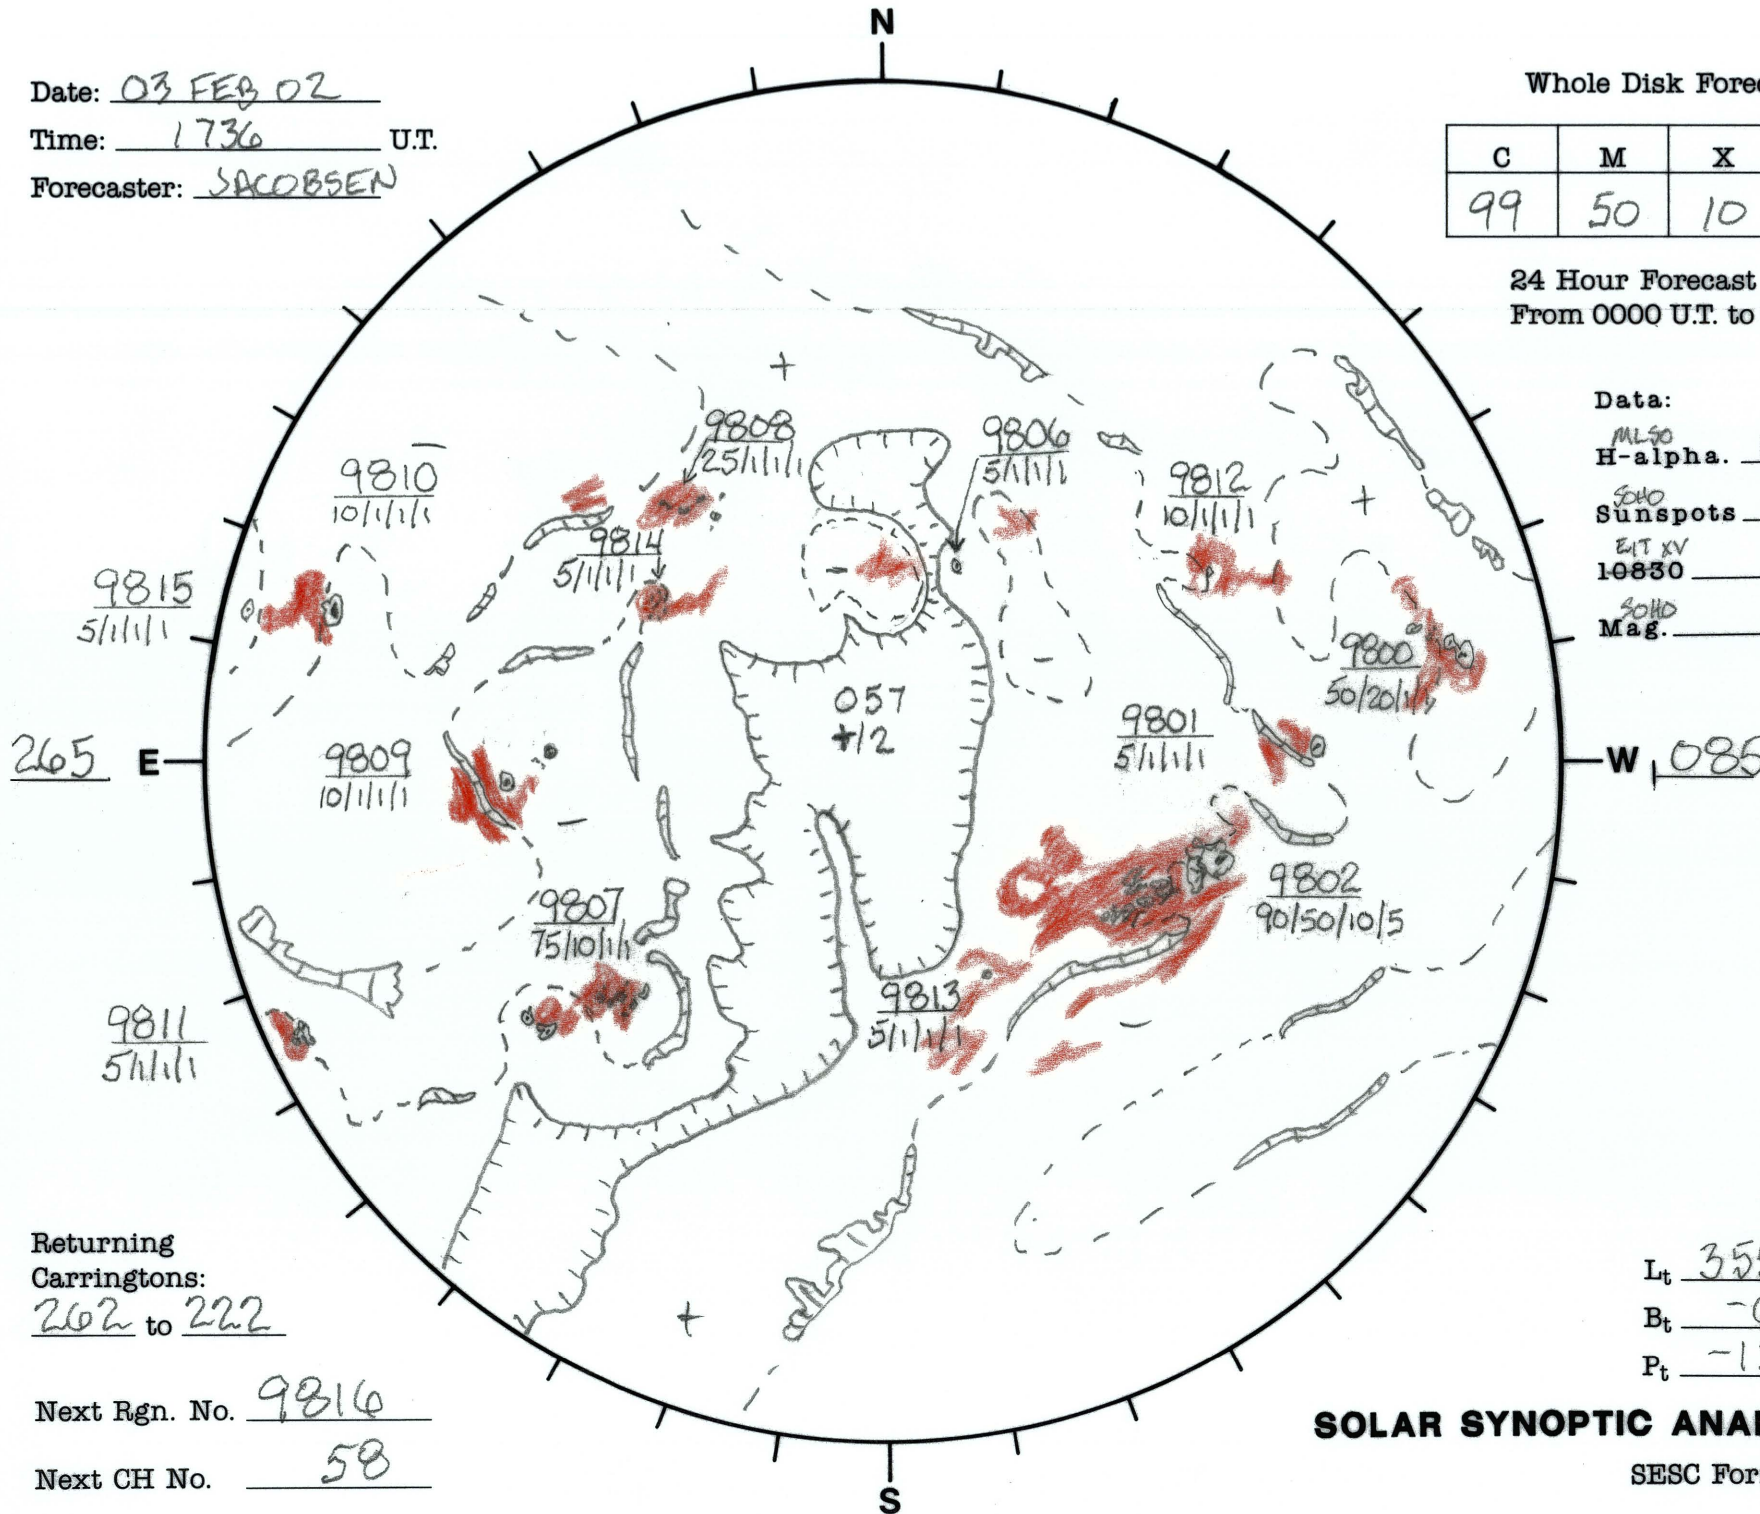 N
Date: 03 FEB 02
Time: 1736 U.T.
Forecaster: JACOBSEN
Whole Disk Forec
C M X
99 50 10
24 Hour Forecast
From 0000 U.T. to
Data:
MLSO
H-alpha.
SOHO
Sunspots
EIT XV
10830
SOHO
Mag.
9808
25/1/1/1
9806
5/1/1/1
9810
10/1/1/1
9812
10/1/1/1
9814
5/1/1/1
9815
5/1/1/1
9800
50/20/1/1
057
+/2
9801
5/1/1/1
265 E
W 085
9809
10/1/1/1
9802
90/50/10/5
9807
75/10/1/1
9813
5/1/1/1
9811
5/1/1/1
Returning
Carringtons:
262 to 222
Next Rgn. No. 9816
Next CH No. 58
Lt 35
Bt -
Pt -1
S
SOLAR SYNOPTIC ANA
SESC For